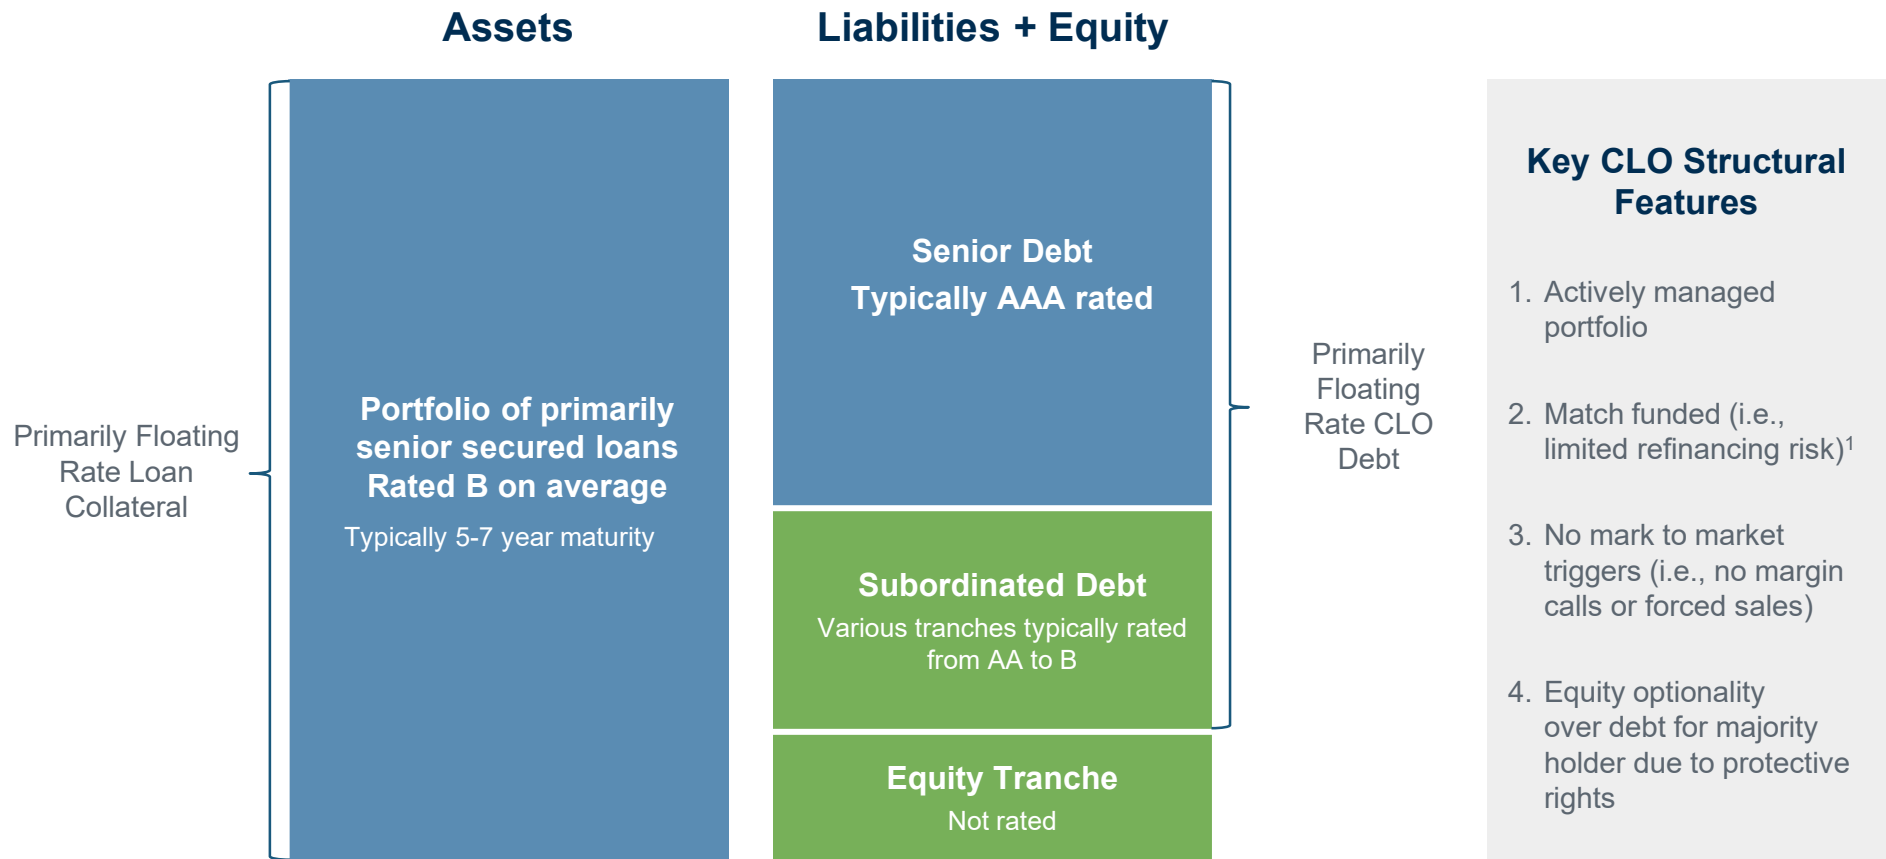 Assets
Liabilities + Equity
Primarily Floating
Rate Loan
Collateral
Portfolio of primarily
senior secured loans
Rated B on average
Typically 5-7 year maturity
Senior Debt
Typically AAA rated
Subordinated Debt
Various tranches typically rated
from AA to B
Equity Tranche
Not rated
Primarily
Floating
Rate CLO
Debt
Key CLO Structural
Features
1. Actively managed
portfolio
2. Match funded (i.e.,
limited refinancing risk)¹
3. No mark to market
triggers (i.e., no margin
calls or forced sales)
4. Equity optionality
over debt for majority
holder due to protective
rights